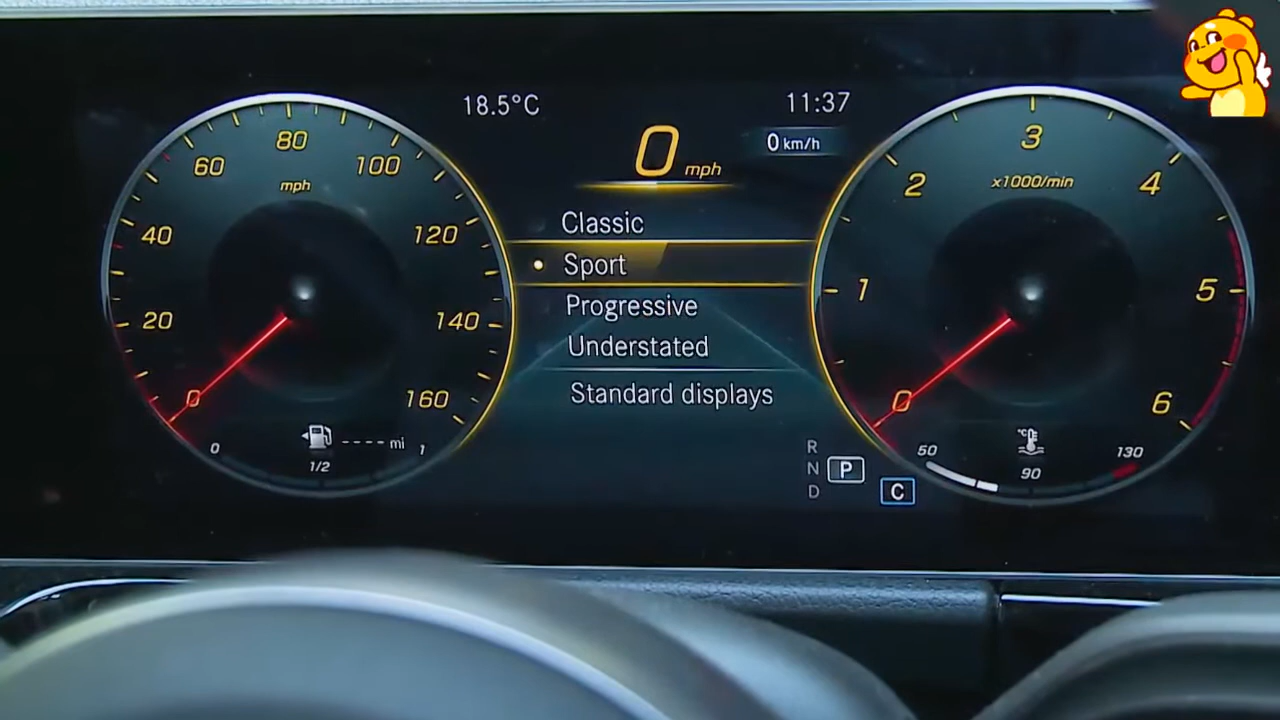 18.5°C
11:37
0 mph
0 km/h
Classic
Sport
Progressive
Understated
Standard displays
0
20
40
60
80
100
120
140
160
mph
0
1/2
1
---- mi
0
1
2
3
4
5
6
x1000/min
50
90
130
°C
R
N
P
D
C